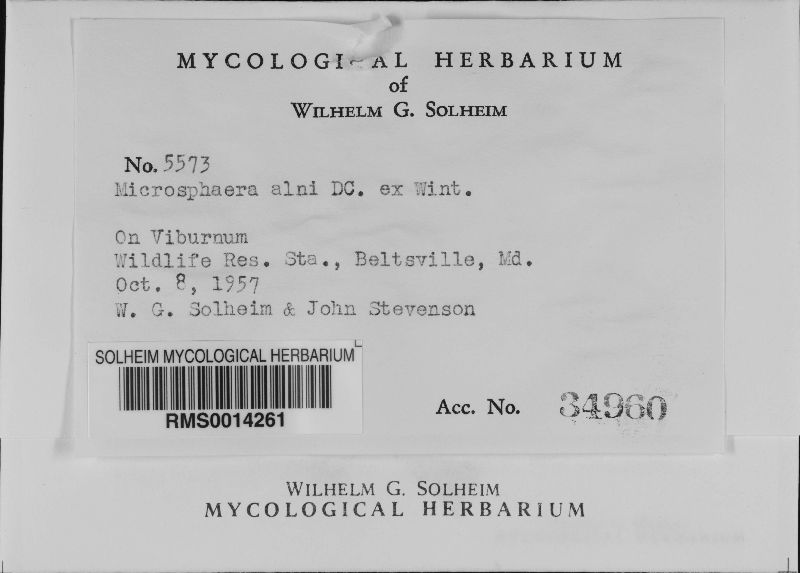 MYCOLOGICAL HERBARIUM
of
WILHELM G. SOLHEIM
No. 5573
Microsphaera alni DC. ex Wint.
On Viburnum
Wildlife Res. Sta., Beltsville, Md.
Oct. 8, 1957
W. G. Solheim & John Stevenson
SOLHEIM MYCOLOGICAL HERBARIUM
RMS0014261
Acc. No. 34960
WILHELM G. SOLHEIM
MYCOLOGICAL HERBARIUM